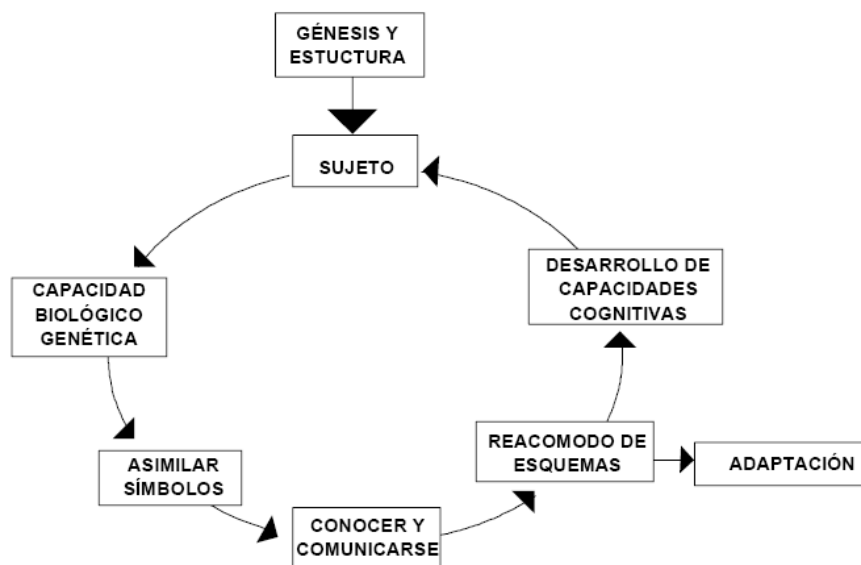 GÉNESIS Y
ESTUCTURA
SUJETO
CAPACIDAD
BIOLÓGICO
GENÉTICA
ASIMILAR
SÍMBOLOS
CONOCER Y
COMUNICARSE
REACOMODO DE
ESQUEMAS
ADAPTACIÓN
DESARROLLO DE
CAPACIDADES
COGNITIVAS